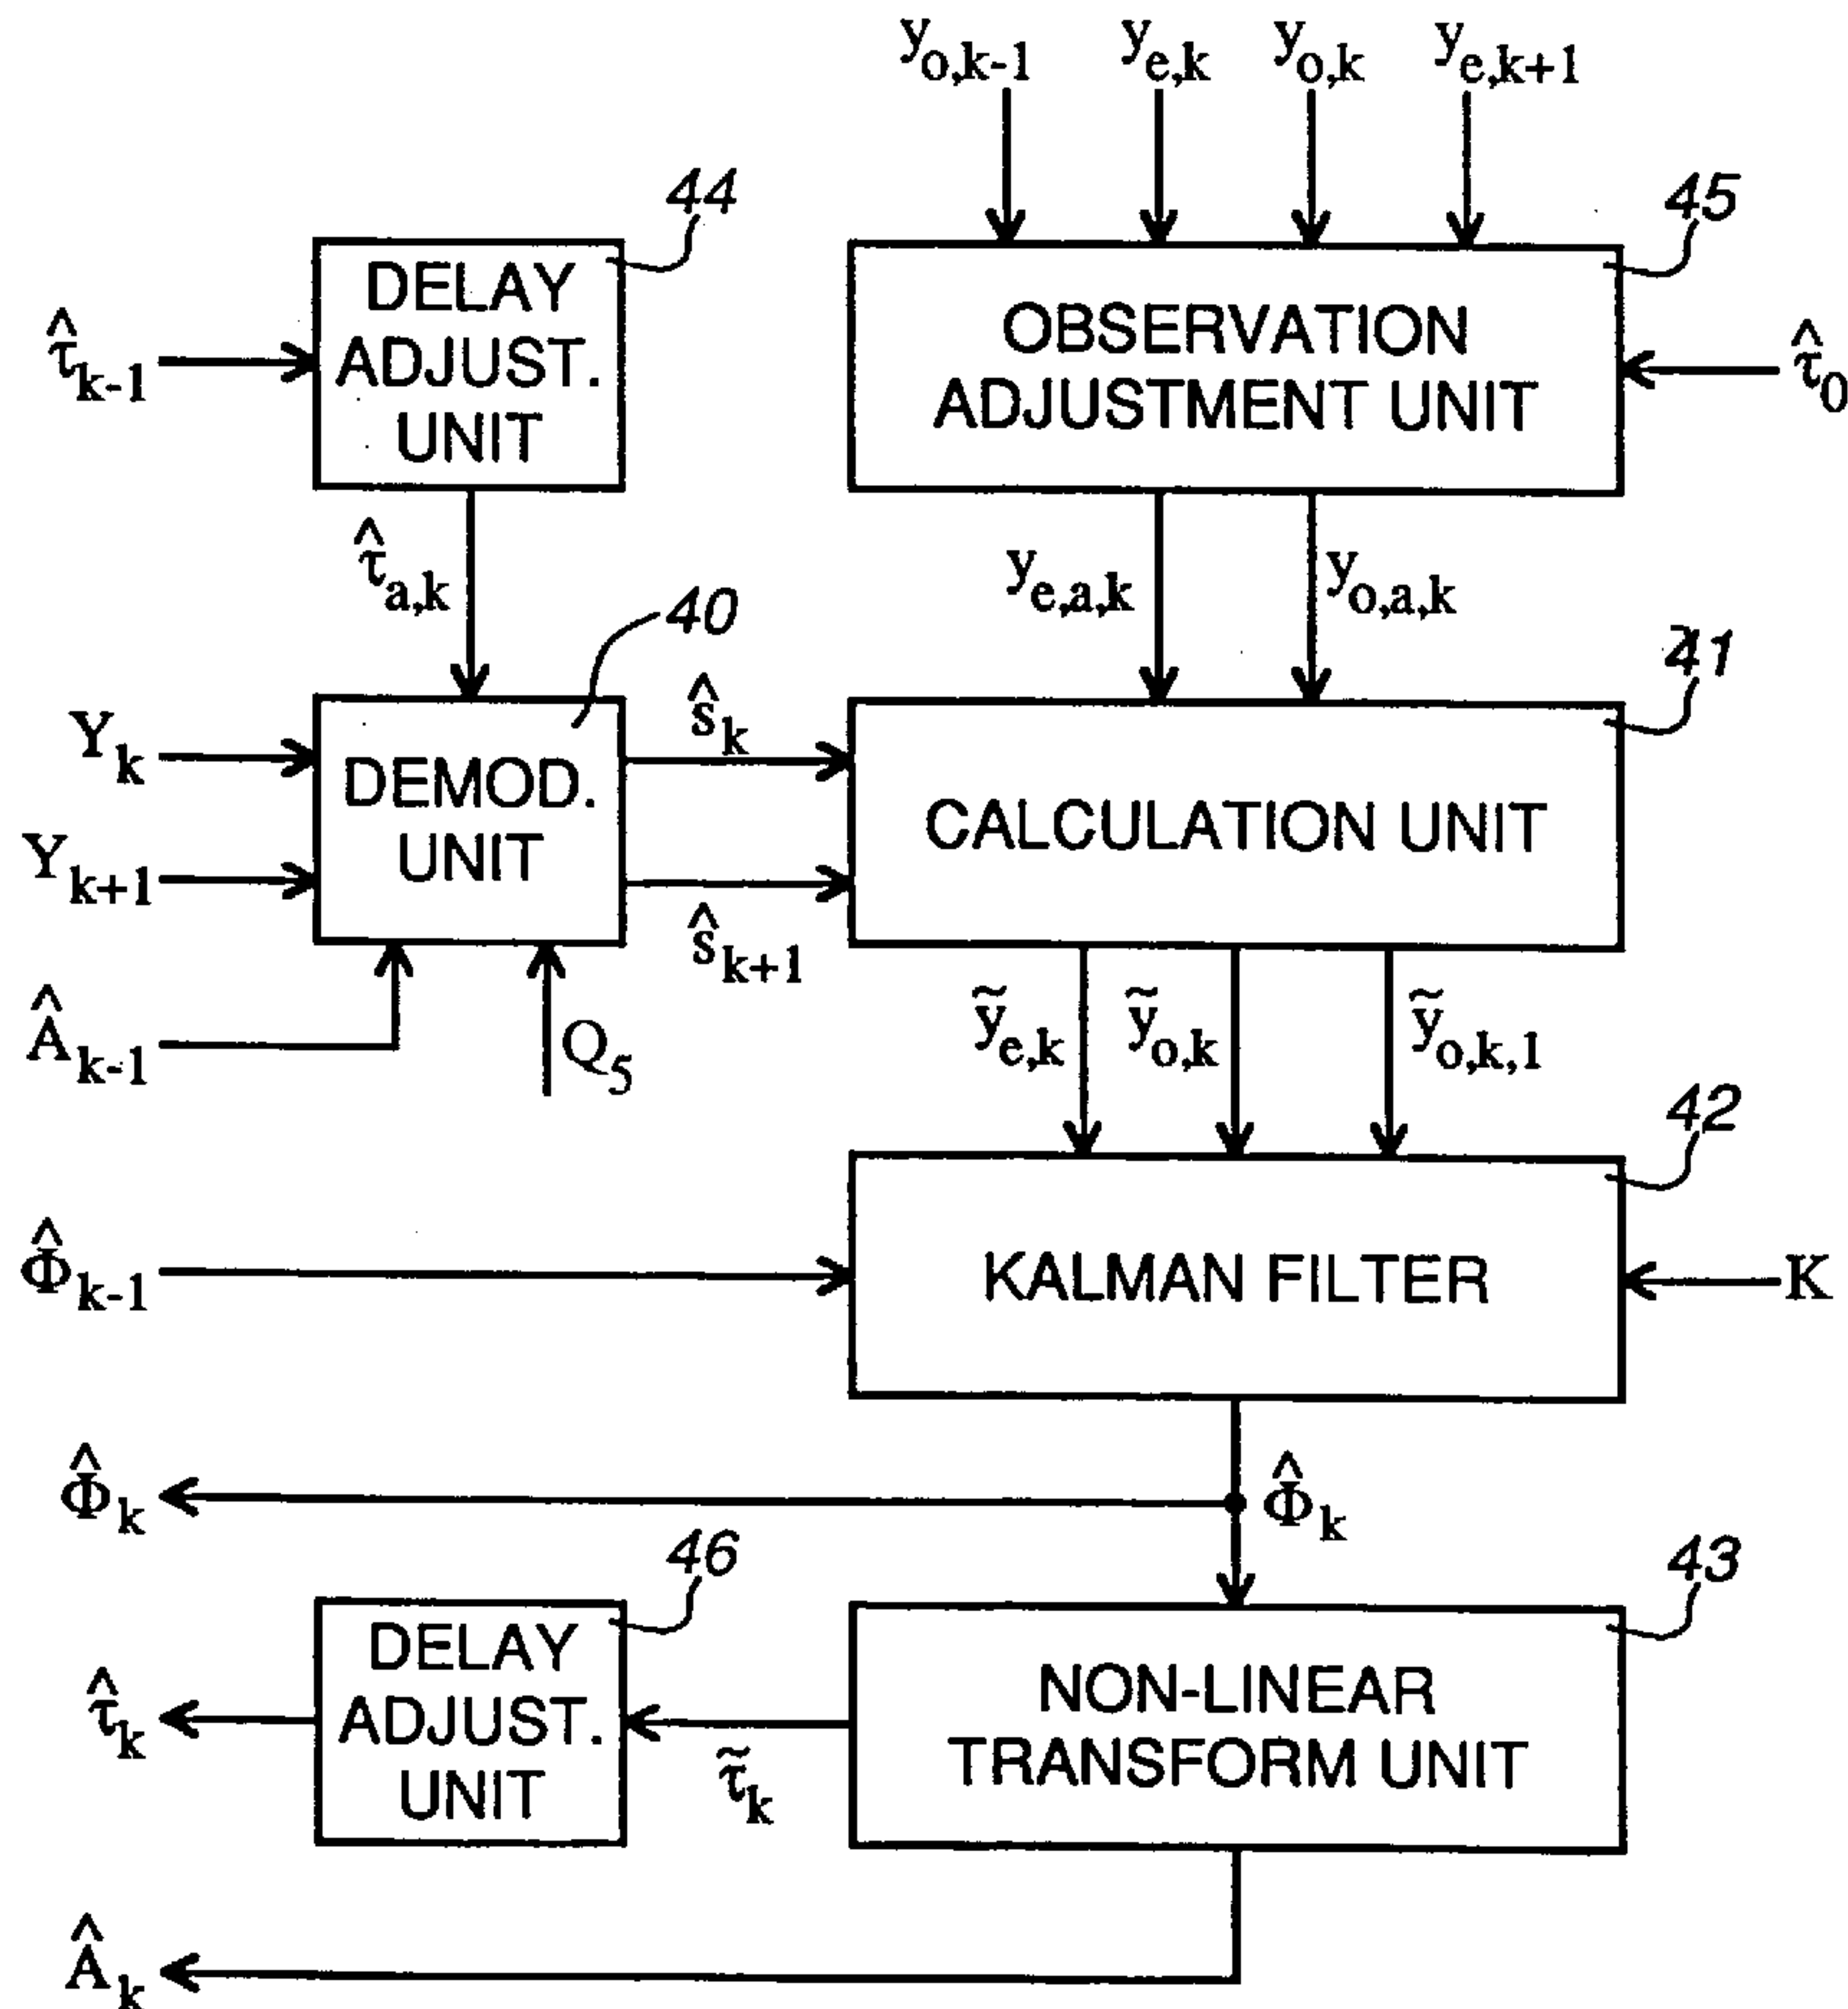 y_{o,k-1} y_{e,k} y_{o,k} y_{e,k+1}
44
45
DELAY
ADJUST.
UNIT
τ̂_{k-1}
OBSERVATION
ADJUSTMENT UNIT
τ̂_0
τ̂_{a,k}
y_{e,a,k} y_{o,a,k}
40
41
Y_k
Y_{k+1}
DEMOD.
UNIT
ŝ_k
ŝ_{k+1}
CALCULATION UNIT
Â_{k-1}
Q_5
ỹ_{e,k} ỹ_{o,k} ỹ_{o,k,1}
42
Φ̂_{k-1}
KALMAN FILTER
K
Φ̂_k
Φ̂_k
46
43
DELAY
ADJUST.
UNIT
τ̂_k
τ̃_k
NON-LINEAR
TRANSFORM UNIT
Â_k